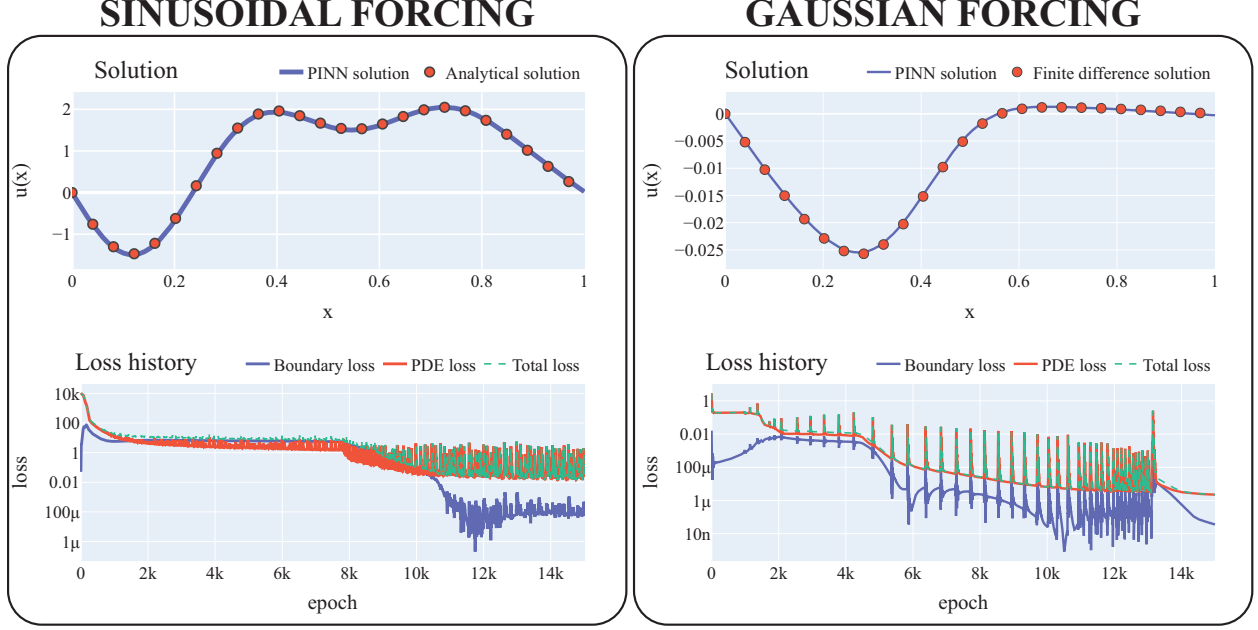 SINUSOIDAL FORCING
Solution
PINN solution
Analytical solution
u(x)
2
1
0
−1
0
0.2
0.4
0.6
0.8
1
x
Loss history
Boundary loss
PDE loss
Total loss
loss
10k
100
1
0.01
100μ
1μ
0
2k
4k
6k
8k
10k
12k
14k
epoch
GAUSSIAN FORCING
Solution
PINN solution
Finite difference solution
u(x)
0
−0.005
−0.01
−0.015
−0.02
−0.025
0
0.2
0.4
0.6
0.8
1
x
Loss history
Boundary loss
PDE loss
Total loss
loss
1
0.01
100μ
1μ
10n
0
2k
4k
6k
8k
10k
12k
14k
epoch